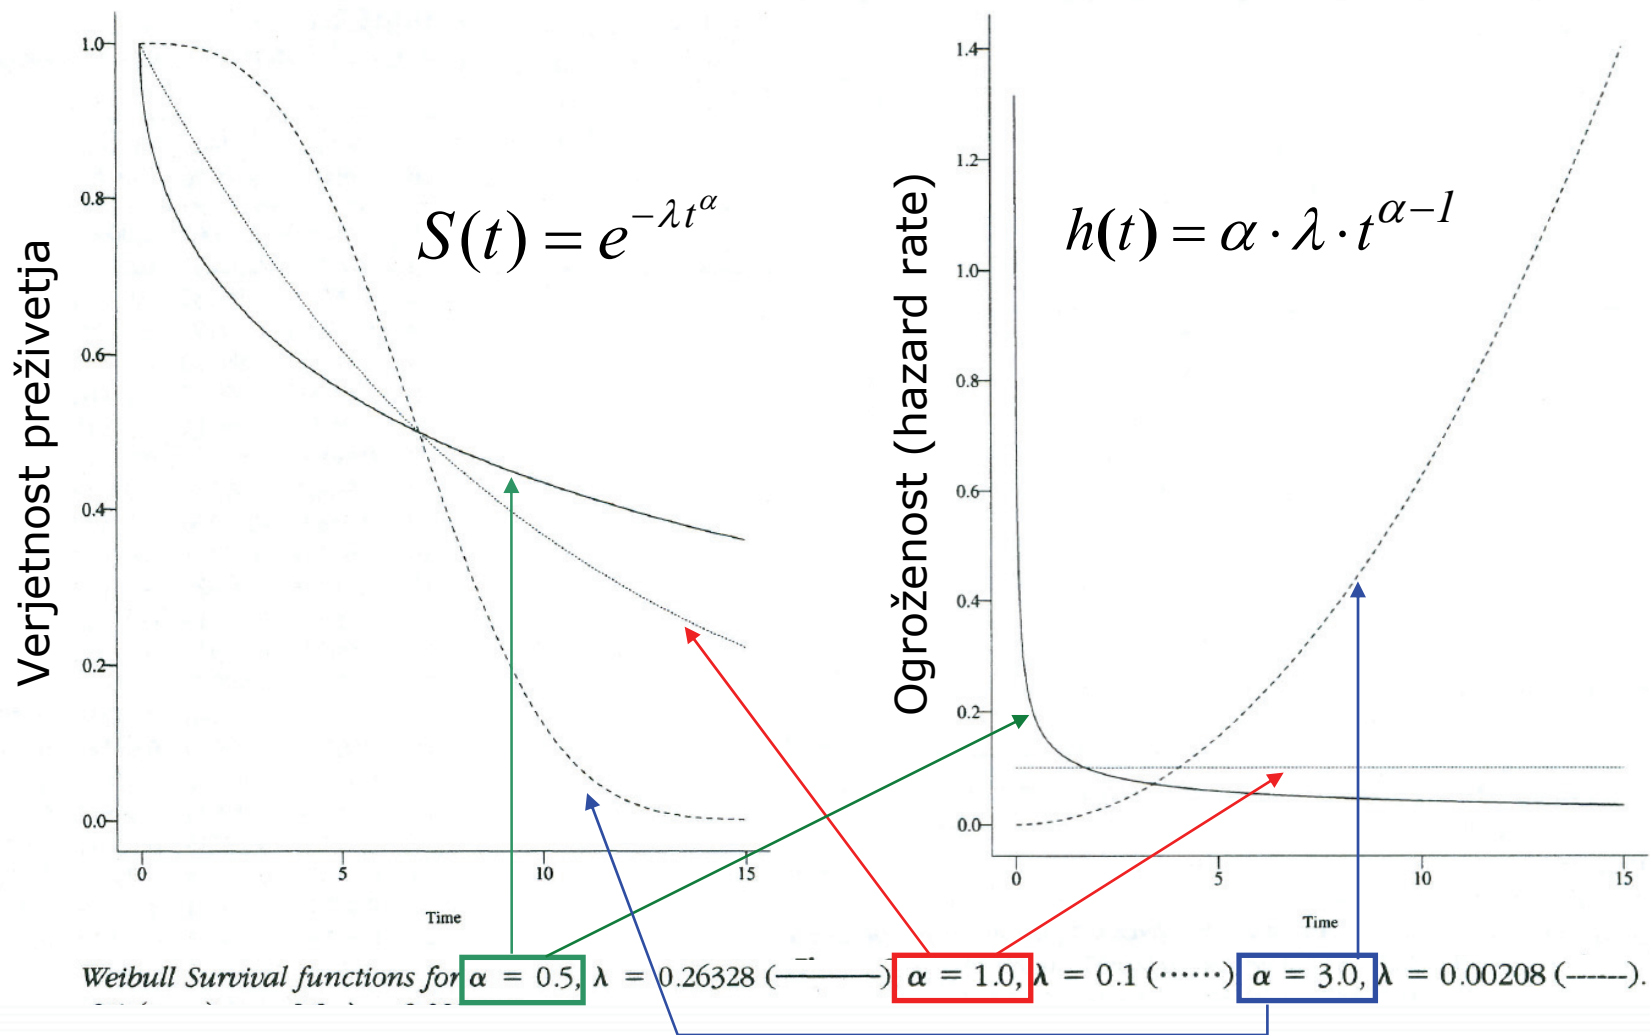 Verjetnost preživetja
1.0
0.8
0.6
0.4
0.2
0.0
S(t) = e^{-λt^α}
0 5 10 15
Time
Ogroženost (hazard rate)
1.4
1.2
1.0
0.8
0.6
0.4
0.2
0.0
h(t) = α · λ · t^{α-1}
0 5 10 15
Time
Weibull Survival functions for α = 0.5, λ = 0.26328 (———) α = 1.0, λ = 0.1 (······) α = 3.0, λ = 0.00208 (------).